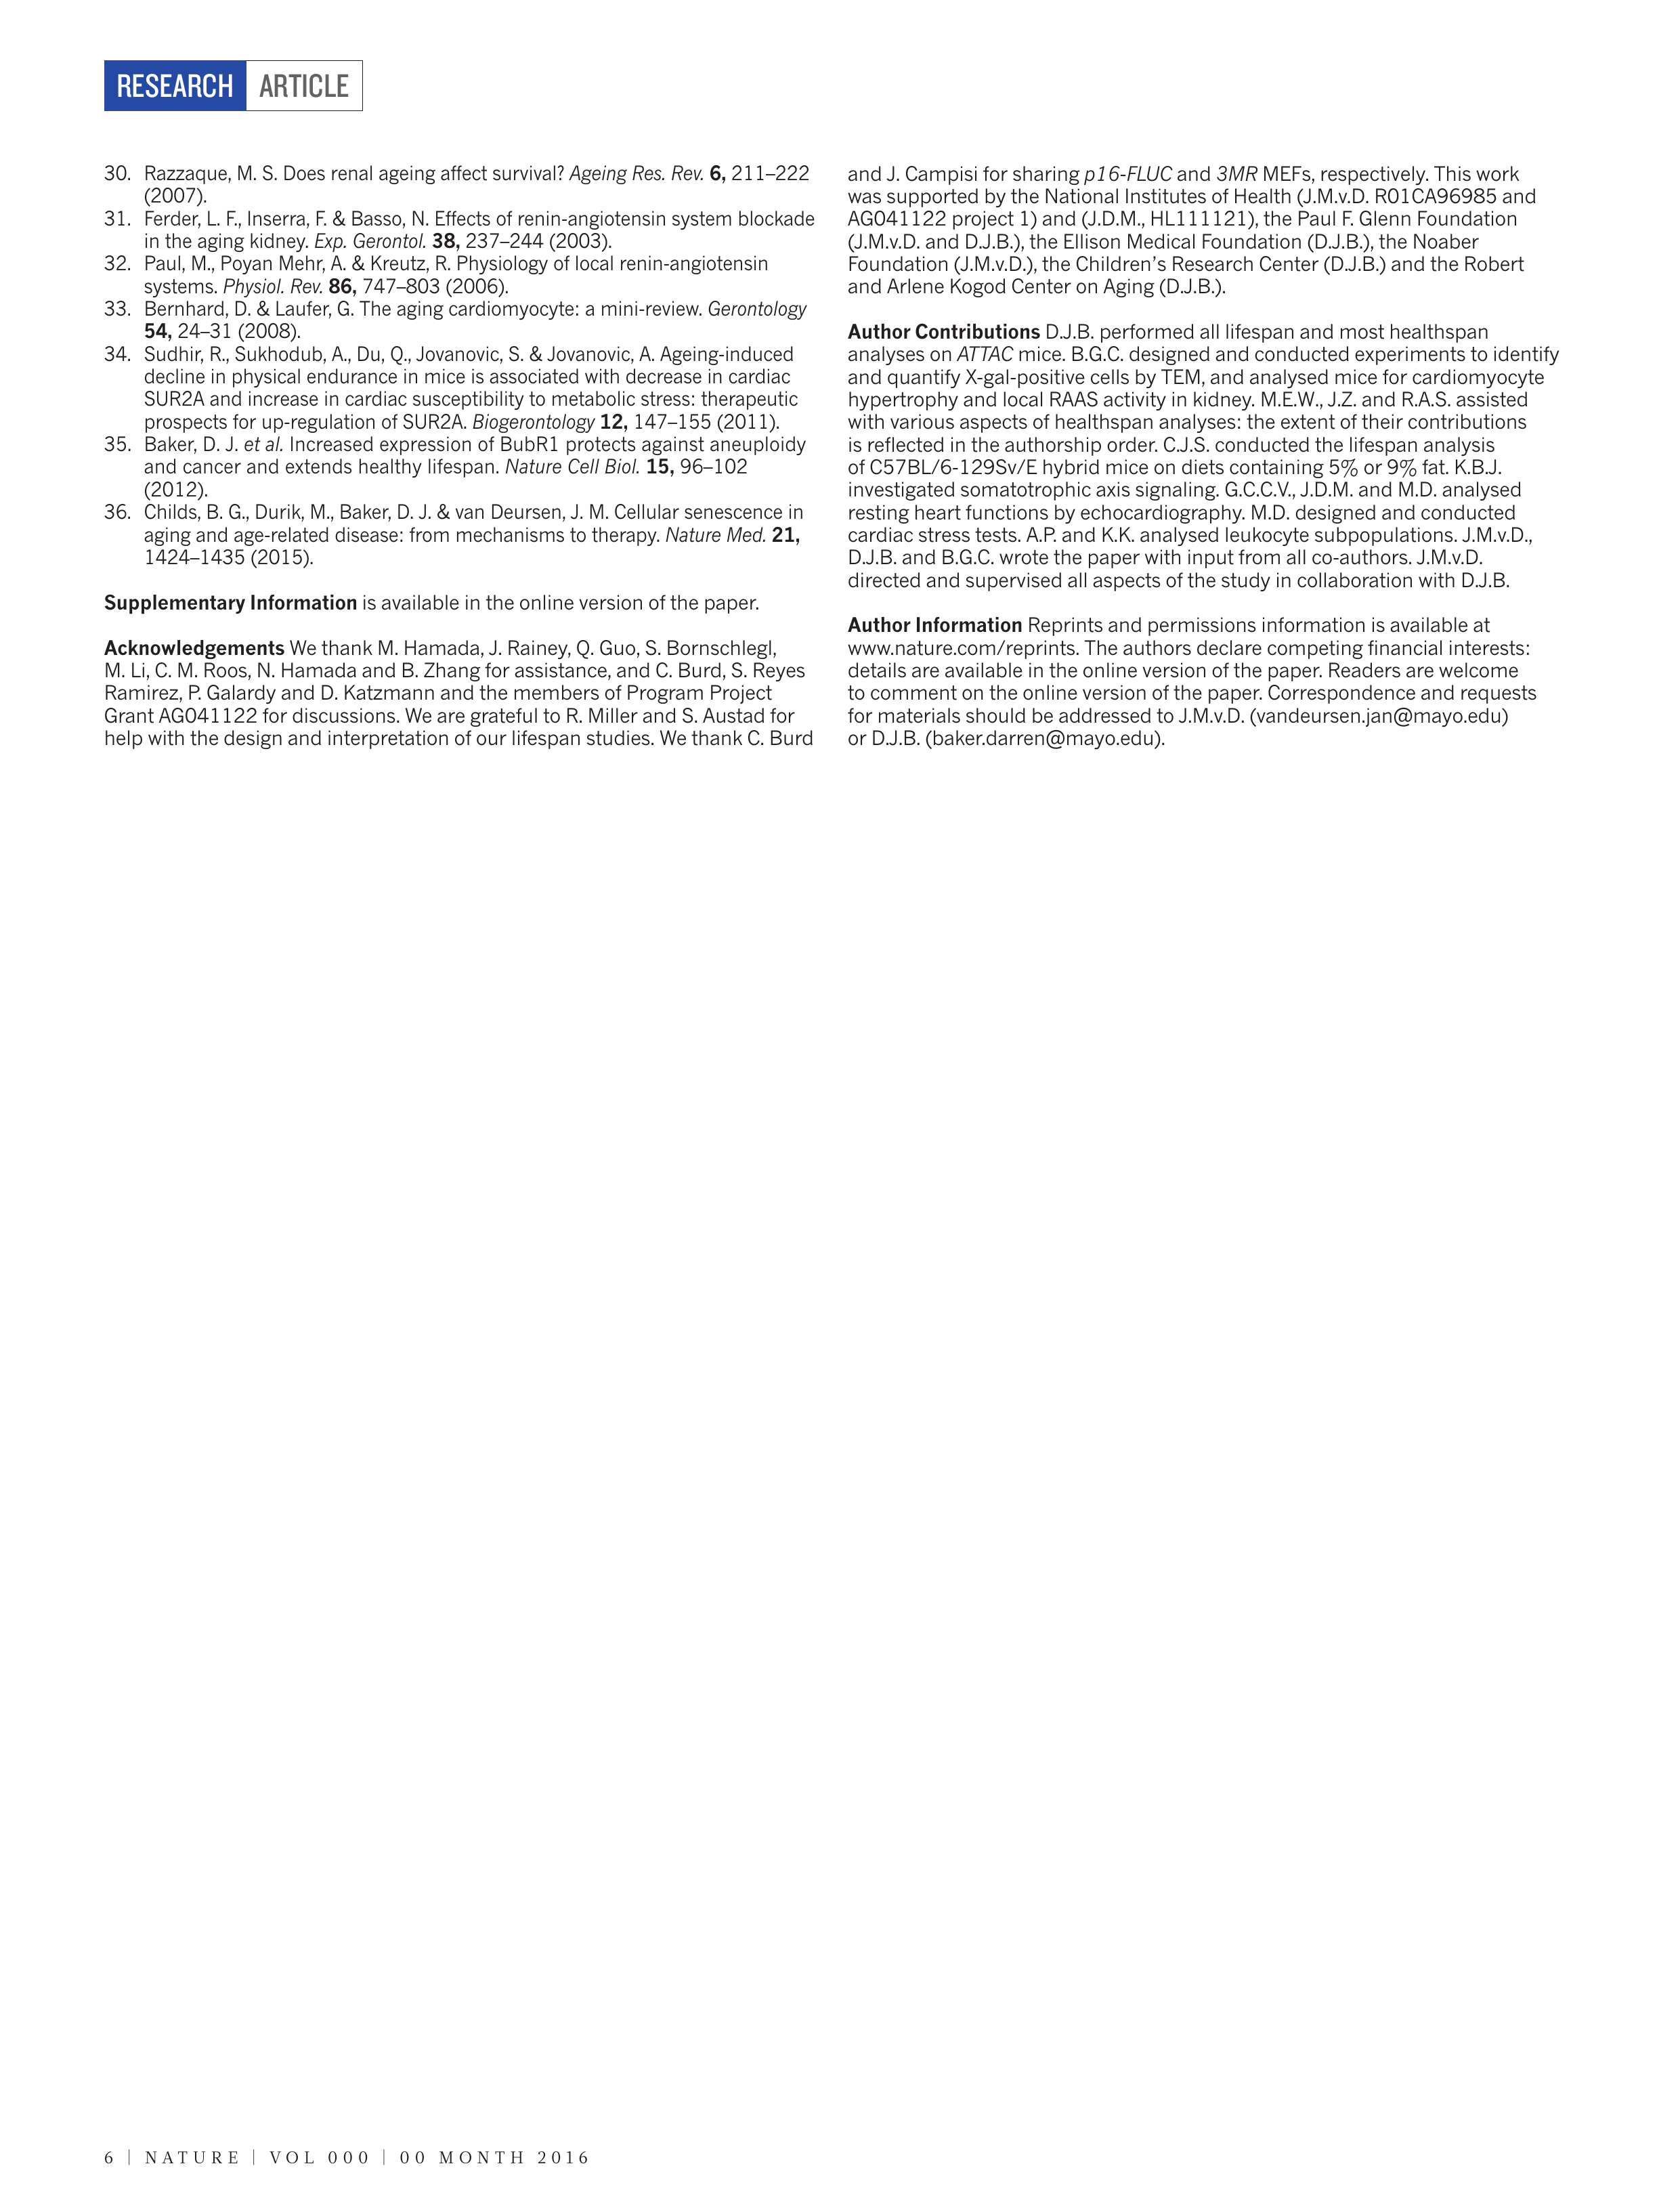 RESEARCH ARTICLE
30. Razzaque, M. S. Does renal ageing affect survival? Ageing Res. Rev. 6, 211–222
(2007).
31. Ferder, L. F., Inserra, F. & Basso, N. Effects of renin-angiotensin system blockade
in the aging kidney. Exp. Gerontol. 38, 237–244 (2003).
32. Paul, M., Poyan Mehr, A. & Kreutz, R. Physiology of local renin-angiotensin
systems. Physiol. Rev. 86, 747–803 (2006).
33. Bernhard, D. & Laufer, G. The aging cardiomyocyte: a mini-review. Gerontology
54, 24–31 (2008).
34. Sudhir, R., Sukhodub, A., Du, Q., Jovanovic, S. & Jovanovic, A. Ageing-induced
decline in physical endurance in mice is associated with decrease in cardiac
SUR2A and increase in cardiac susceptibility to metabolic stress: therapeutic
prospects for up-regulation of SUR2A. Biogerontology 12, 147–155 (2011).
35. Baker, D. J. et al. Increased expression of BubR1 protects against aneuploidy
and cancer and extends healthy lifespan. Nature Cell Biol. 15, 96–102
(2012).
36. Childs, B. G., Durik, M., Baker, D. J. & van Deursen, J. M. Cellular senescence in
aging and age-related disease: from mechanisms to therapy. Nature Med. 21,
1424–1435 (2015).
Supplementary Information is available in the online version of the paper.
Acknowledgements We thank M. Hamada, J. Rainey, Q. Guo, S. Bornschlegl,
M. Li, C. M. Roos, N. Hamada and B. Zhang for assistance, and C. Burd, S. Reyes
Ramirez, P. Galardy and D. Katzmann and the members of Program Project
Grant AG041122 for discussions. We are grateful to R. Miller and S. Austad for
help with the design and interpretation of our lifespan studies. We thank C. Burd
and J. Campisi for sharing p16-FLUC and 3MR MEFs, respectively. This work
was supported by the National Institutes of Health (J.M.v.D. R01CA96985 and
AG041122 project 1) and (J.D.M., HL111121), the Paul F. Glenn Foundation
(J.M.v.D. and D.J.B.), the Ellison Medical Foundation (D.J.B.), the Noaber
Foundation (J.M.v.D.), the Children’s Research Center (D.J.B.) and the Robert
and Arlene Kogod Center on Aging (D.J.B.).
Author Contributions D.J.B. performed all lifespan and most healthspan
analyses on ATTAC mice. B.G.C. designed and conducted experiments to identify
and quantify X-gal-positive cells by TEM, and analysed mice for cardiomyocyte
hypertrophy and local RAAS activity in kidney. M.E.W., J.Z. and R.A.S. assisted
with various aspects of healthspan analyses: the extent of their contributions
is reflected in the authorship order. C.J.S. conducted the lifespan analysis
of C57BL/6-129Sv/E hybrid mice on diets containing 5% or 9% fat. K.B.J.
investigated somatotrophic axis signaling. G.C.C.V., J.D.M. and M.D. analysed
resting heart functions by echocardiography. M.D. designed and conducted
cardiac stress tests. A.P. and K.K. analysed leukocyte subpopulations. J.M.v.D.,
D.J.B. and B.G.C. wrote the paper with input from all co-authors. J.M.v.D.
directed and supervised all aspects of the study in collaboration with D.J.B.
Author Information Reprints and permissions information is available at
www.nature.com/reprints. The authors declare competing financial interests:
details are available in the online version of the paper. Readers are welcome
to comment on the online version of the paper. Correspondence and requests
for materials should be addressed to J.M.v.D. (vandeursen.jan@mayo.edu)
or D.J.B. (baker.darren@mayo.edu).
6 | NATURE | VOL 000 | 00 MONTH 2016